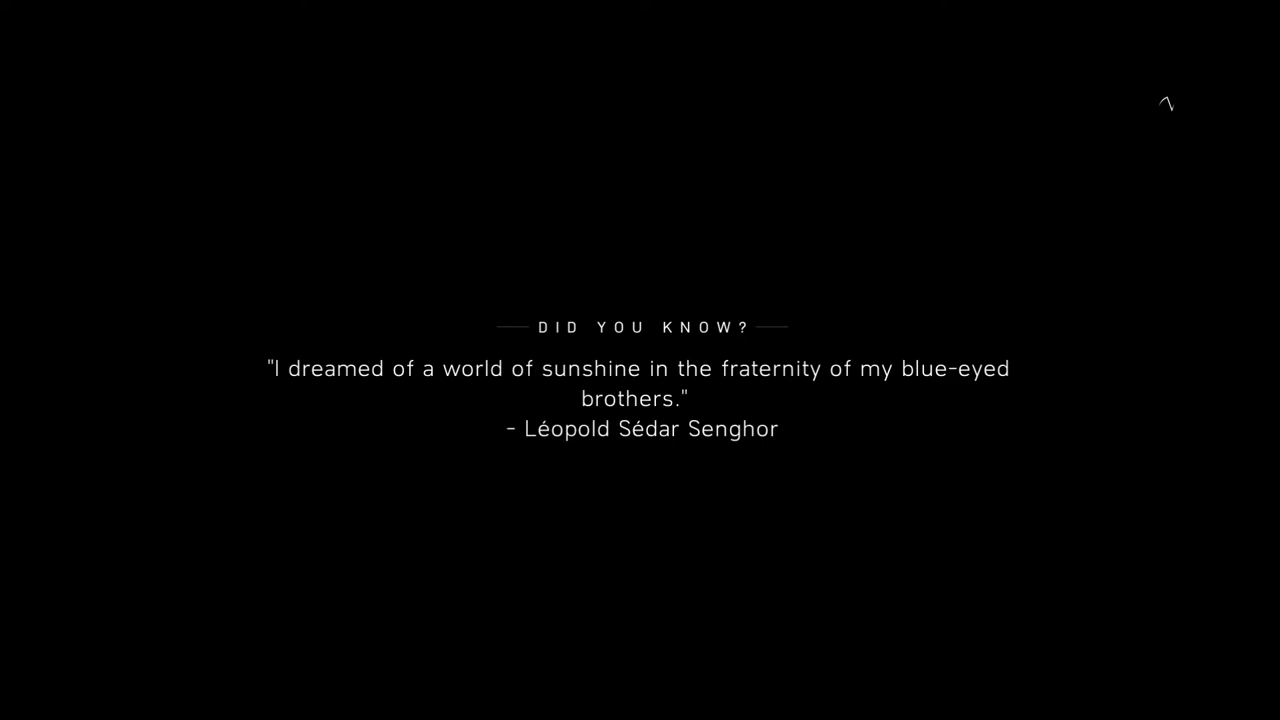 DID YOU KNOW?
"I dreamed of a world of sunshine in the fraternity of my blue-eyed
brothers."
- Léopold Sédar Senghor